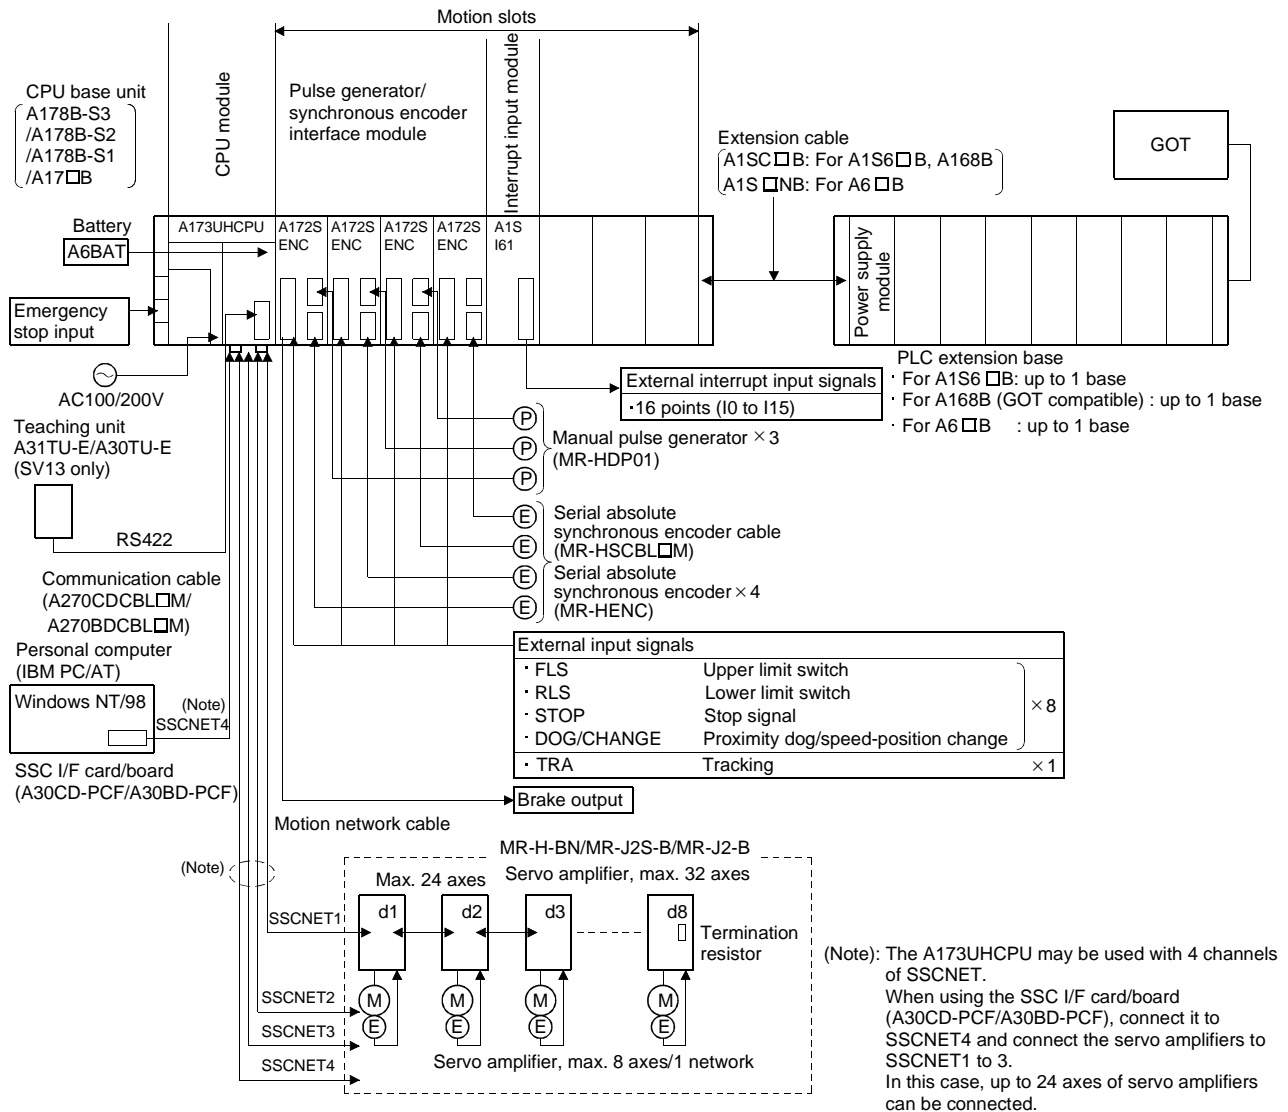 Motion slots
CPU base unit
A178B-S3
/A178B-S2
/A178B-S1
/A17□B
CPU module
Pulse generator/
synchronous encoder
interface module
Interrupt input module
Extension cable
A1SC□B: For A1S6□B, A168B
A1S□NB: For A6□B
GOT
Battery
A6BAT
A173UHCPU
A172S
ENC
A172S
ENC
A172S
ENC
A172S
ENC
A1S
I61
Power supply
module
Emergency
stop input
AC100/200V
External interrupt input signals
·16 points (I0 to I15)
PLC extension base
· For A1S6□B: up to 1 base
· For A168B (GOT compatible) : up to 1 base
· For A6□B : up to 1 base
Teaching unit
A31TU-E/A30TU-E
(SV13 only)
RS422
P
P
P
Manual pulse generator ×3
(MR-HDP01)
E
E
E
E
Serial absolute
synchronous encoder cable
(MR-HSCBL□M)
Serial absolute
synchronous encoder×4
(MR-HENC)
Communication cable
(A270CDCBL□M/
A270BDCBL□M)
Personal computer
(IBM PC/AT)
Windows NT/98
(Note)
SSCNET4
SSC I/F card/board
(A30CD-PCF/A30BD-PCF)
External input signals
· FLS Upper limit switch
· RLS Lower limit switch
· STOP Stop signal
· DOG/CHANGE Proximity dog/speed-position change
×8
· TRA Tracking ×1
Brake output
Motion network cable
(Note)
MR-H-BN/MR-J2S-B/MR-J2-B
Servo amplifier, max. 32 axes
Max. 24 axes
SSCNET1
d1
d2
d3
d8
Termination
resistor
SSCNET2
M
M
M
M
E
E
E
E
SSCNET3
SSCNET4
Servo amplifier, max. 8 axes/1 network
(Note): The A173UHCPU may be used with 4 channels
of SSCNET.
When using the SSC I/F card/board
(A30CD-PCF/A30BD-PCF), connect it to
SSCNET4 and connect the servo amplifiers to
SSCNET1 to 3.
In this case, up to 24 axes of servo amplifiers
can be connected.